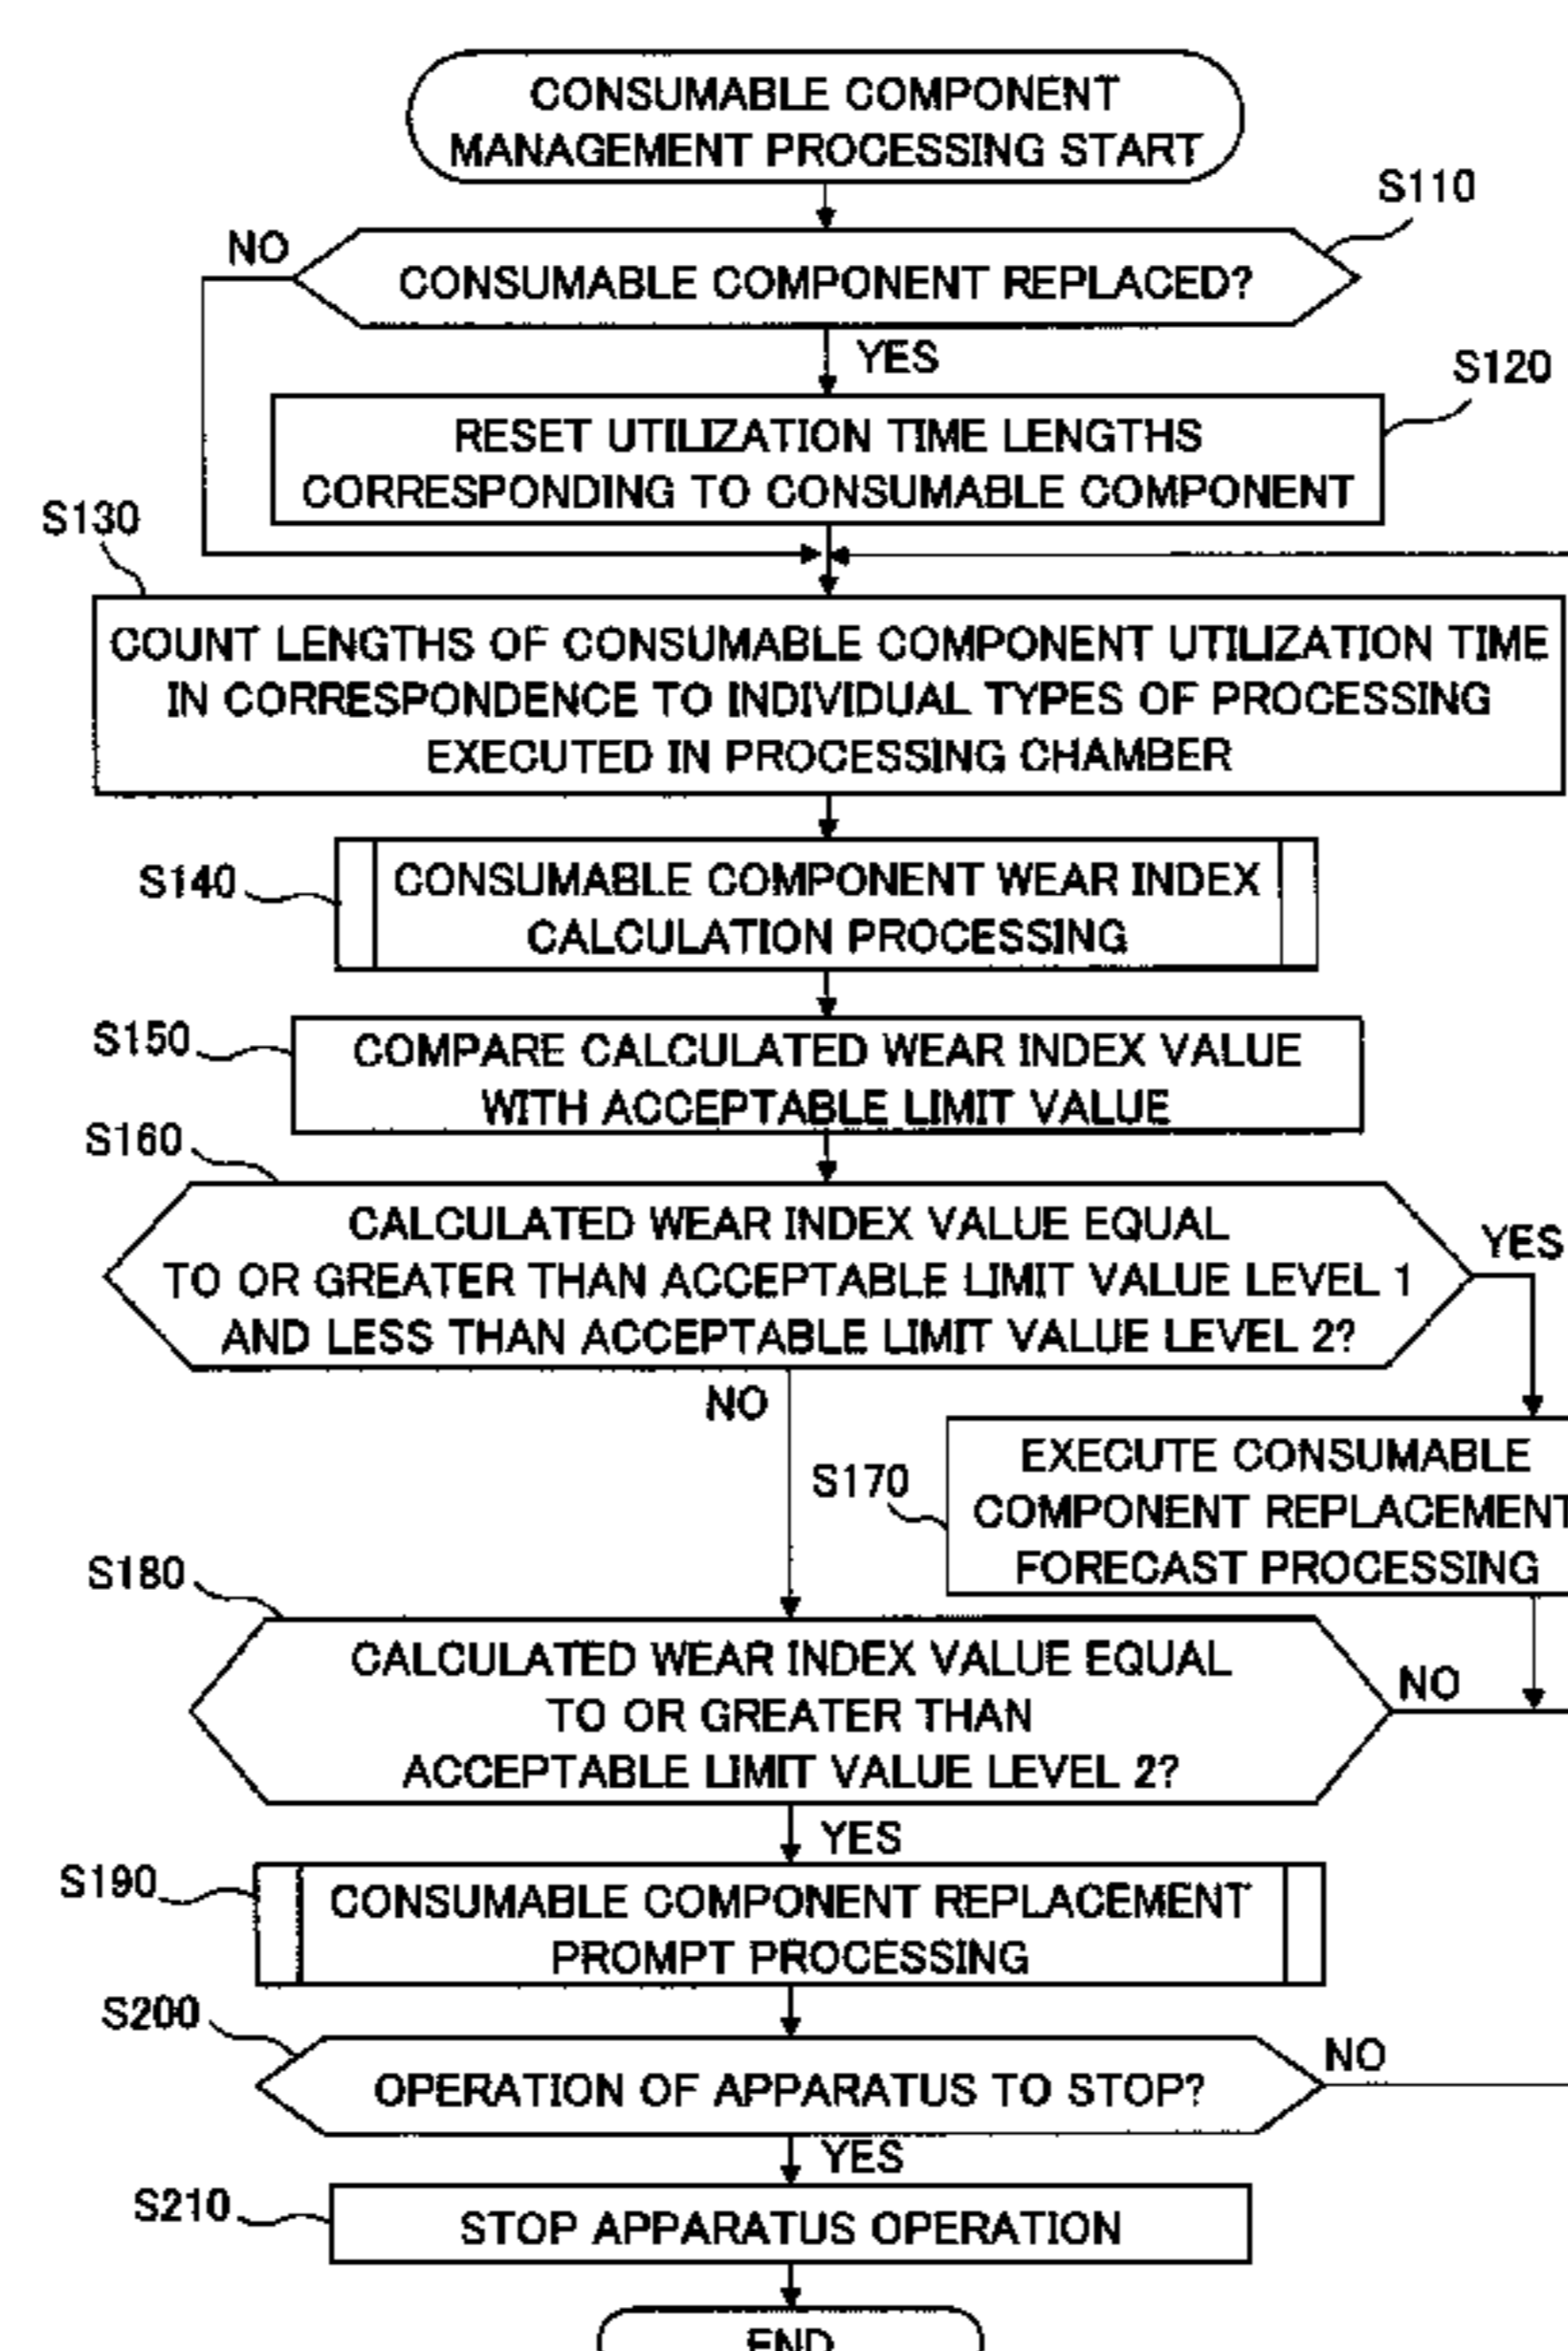 CONSUMABLE COMPONENT
MANAGEMENT PROCESSING START
S110
NO
CONSUMABLE COMPONENT REPLACED?
YES
S120
RESET UTILIZATION TIME LENGTHS
CORRESPONDING TO CONSUMABLE COMPONENT
S130
COUNT LENGTHS OF CONSUMABLE COMPONENT UTILIZATION TIME
IN CORRESPONDENCE TO INDIVIDUAL TYPES OF PROCESSING
EXECUTED IN PROCESSING CHAMBER
S140
CONSUMABLE COMPONENT WEAR INDEX
CALCULATION PROCESSING
S150
COMPARE CALCULATED WEAR INDEX VALUE
WITH ACCEPTABLE LIMIT VALUE
S160
CALCULATED WEAR INDEX VALUE EQUAL
TO OR GREATER THAN ACCEPTABLE LIMIT VALUE LEVEL 1
AND LESS THAN ACCEPTABLE LIMIT VALUE LEVEL 2?
YES
NO
S170
EXECUTE CONSUMABLE
COMPONENT REPLACEMENT
FORECAST PROCESSING
S180
CALCULATED WEAR INDEX VALUE EQUAL
TO OR GREATER THAN
ACCEPTABLE LIMIT VALUE LEVEL 2?
NO
YES
S190
CONSUMABLE COMPONENT REPLACEMENT
PROMPT PROCESSING
S200
OPERATION OF APPARATUS TO STOP?
NO
YES
S210
STOP APPARATUS OPERATION
END